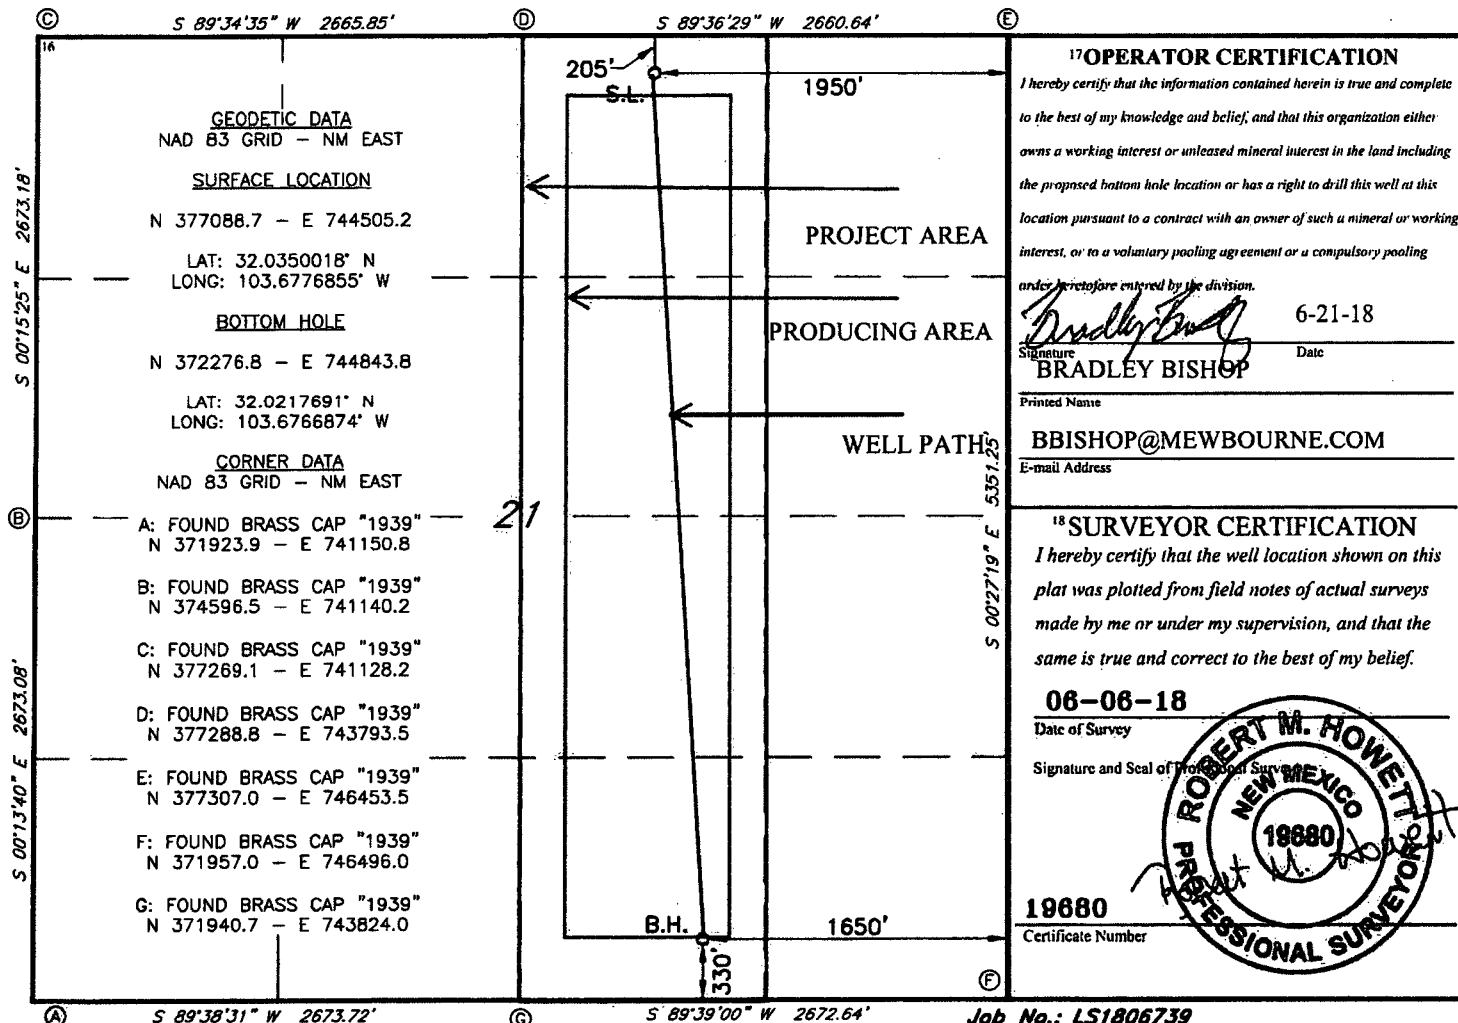 C
S 89°34'35" W 2665.85'
D
S 89°36'29" W 2660.64'
E
16
GEODETIC DATA
NAD 83 GRID – NM EAST
SURFACE LOCATION
N 377088.7 – E 744505.2
LAT: 32.0350018° N
LONG: 103.6776855° W
BOTTOM HOLE
N 372276.8 – E 744843.8
LAT: 32.0217691° N
LONG: 103.6766874° W
CORNER DATA
NAD 83 GRID – NM EAST
A: FOUND BRASS CAP "1939"
N 371923.9 – E 741150.8
B: FOUND BRASS CAP "1939"
N 374596.5 – E 741140.2
C: FOUND BRASS CAP "1939"
N 377269.1 – E 741128.2
D: FOUND BRASS CAP "1939"
N 377288.8 – E 743793.5
E: FOUND BRASS CAP "1939"
N 377307.0 – E 746453.5
F: FOUND BRASS CAP "1939"
N 371957.0 – E 746496.0
G: FOUND BRASS CAP "1939"
N 371940.7 – E 743824.0
S 00°15'25" E 2673.18'
B
S 00°13'40" E 2673.08'
205'
S.L.
1950'
PROJECT AREA
PRODUCING AREA
WELL PATH
21
S 00°27'19" E 5351.25'
B.H.
1650'
330'
F
A
S 89°38'31" W 2673.72'
G
S 89°39'00" W 2672.64'
Job No.: LS1806739
17 OPERATOR CERTIFICATION
I hereby certify that the information contained herein is true and complete
to the best of my knowledge and belief, and that this organization either
owns a working interest or unleased mineral interest in the land including
the proposed bottom hole location or has a right to drill this well at this
location pursuant to a contract with an owner of such a mineral or working
interest, or to a voluntary pooling agreement or a compulsory pooling
order heretofore entered by the division.
Bradley Bishop
6-21-18
Signature
Date
BRADLEY BISHOP
Printed Name
BBISHOP@MEWBOURNE.COM
E-mail Address
18 SURVEYOR CERTIFICATION
I hereby certify that the well location shown on this
plat was plotted from field notes of actual surveys
made by me or under my supervision, and that the
same is true and correct to the best of my belief.
06-06-18
Date of Survey
Signature and Seal of Professional Surveyor
ROBERT M. HOWETT
NEW MEXICO
19680
PROFESSIONAL SURVEYOR
Robert M. Howett
19680
Certificate Number